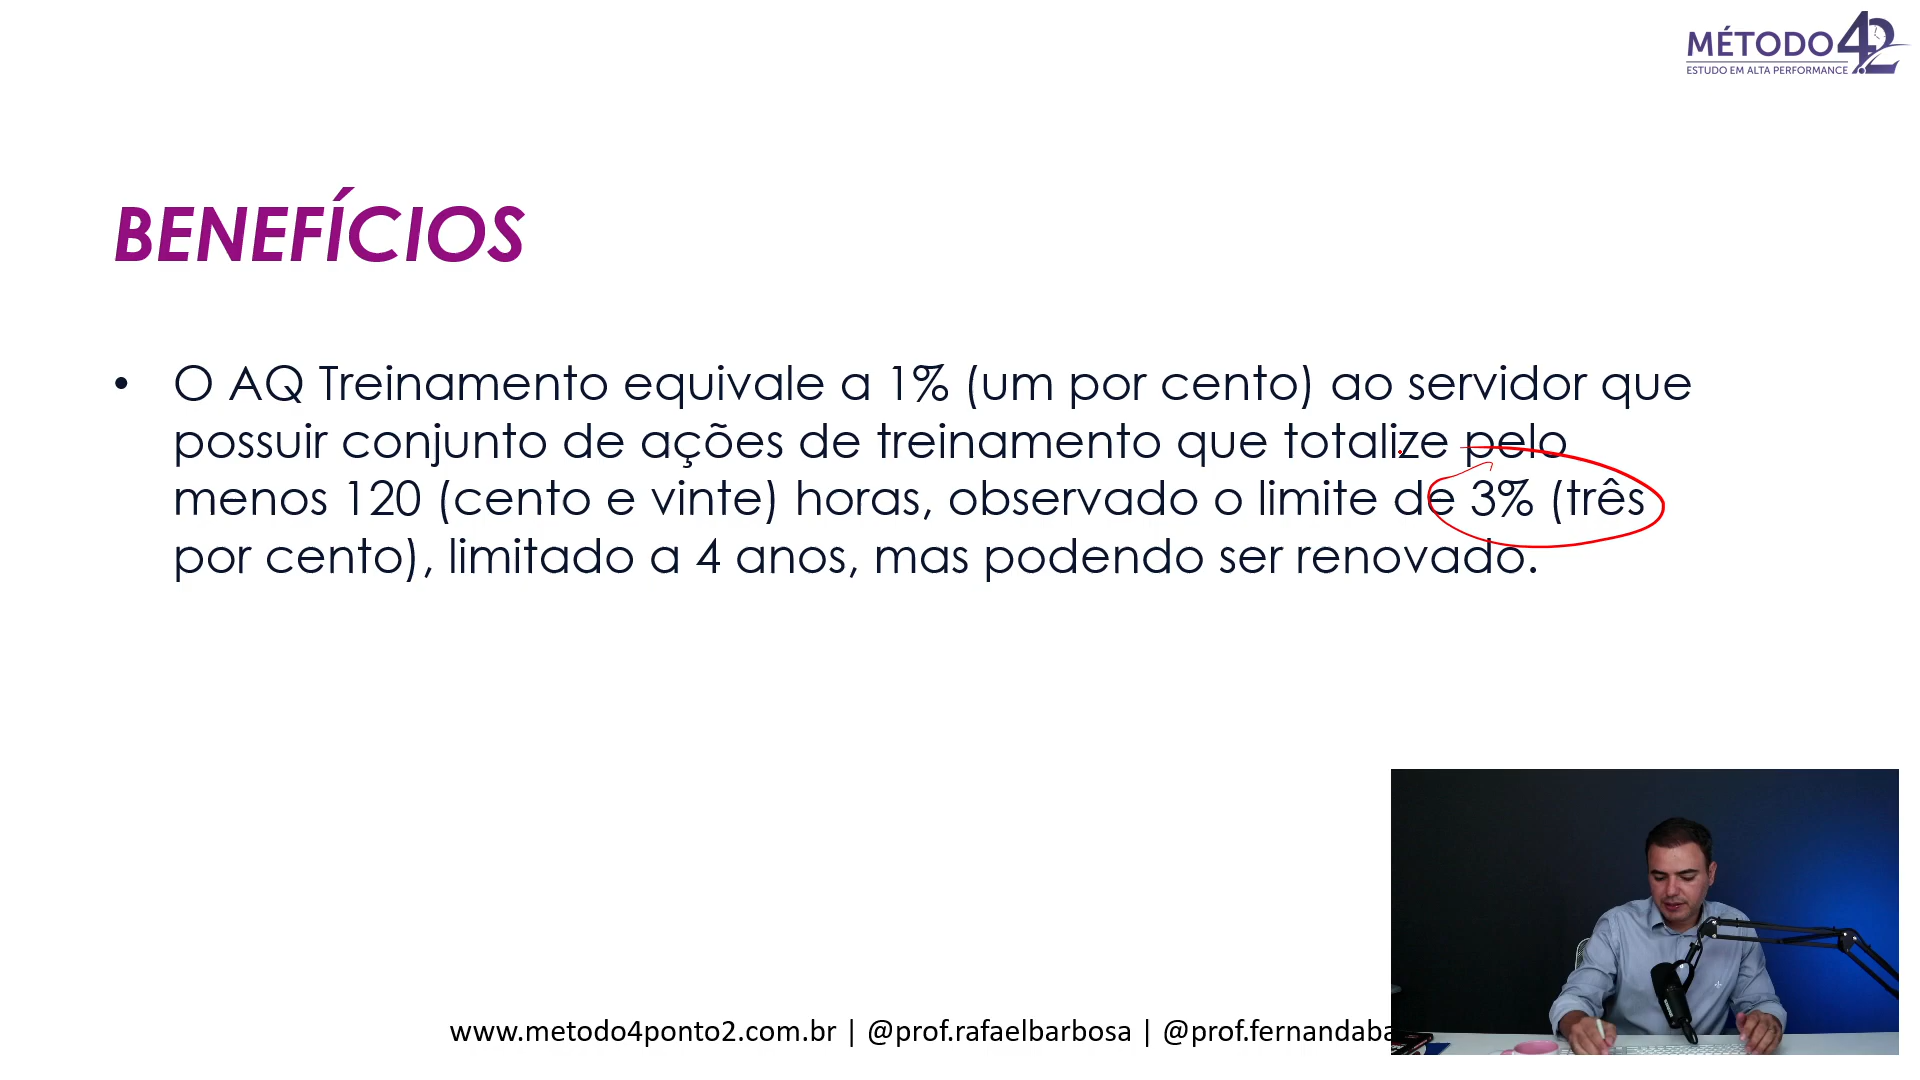 MÉTODO 4.2
ESTUDO EM ALTA PERFORMANCE
BENEFÍCIOS
• O AQ Treinamento equivale a 1% (um por cento) ao servidor que
possuir conjunto de ações de treinamento que totalize pelo
menos 120 (cento e vinte) horas, observado o limite de 3% (três
por cento), limitado a 4 anos, mas podendo ser renovado.
www.metodo4ponto2.com.br | @prof.rafaelbarbosa | @prof.fernandaba